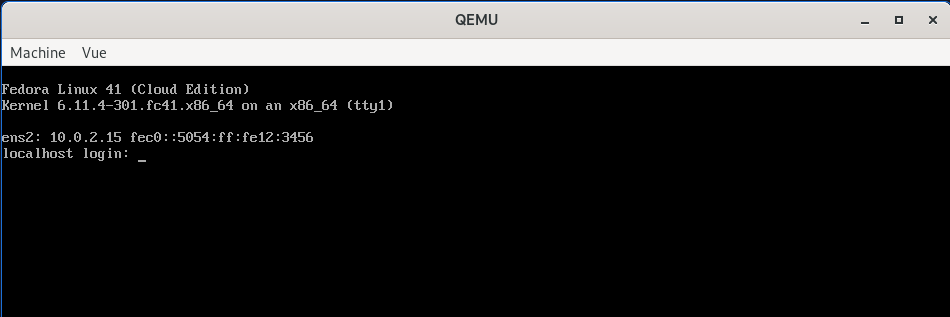 QEMU
Machine Vue
Fedora Linux 41 (Cloud Edition)
Kernel 6.11.4-301.fc41.x86_64 on an x86_64 (tty1)
ens2: 10.0.2.15 fec0::5054:ff:fe12:3456
localhost login: _